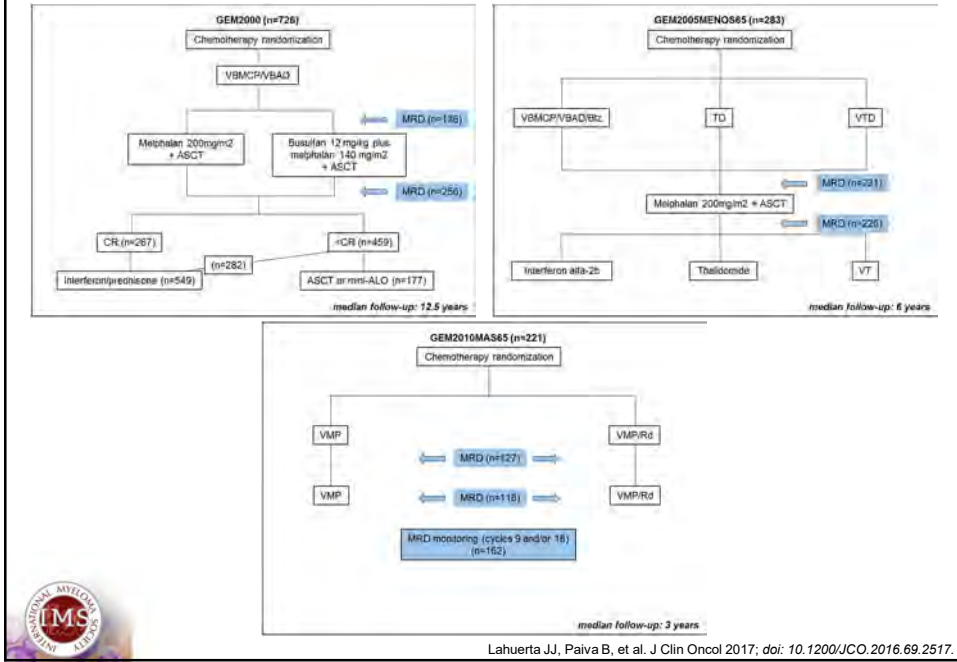 GEM2000 (n=726)
Chemotherapy randomization
VBMCP/VBAD
MRD (n=186)
Melphalan 200mg/m2
+ ASCT
Busulfan 12 mg/kg plus
melphalan 140 mg/m2
+ ASCT
MRD (n=256)
CR (n=267)
<CR (n=459)
(n=282)
Interferon/prednisone (n=549)
ASCT or mini-ALO (n=177)
median follow-up: 12.5 years
GEM2005MENOS65 (n=283)
Chemotherapy randomization
VBMCP/VBAD/Btz
TD
VTD
MRD (n=231)
Melphalan 200mg/m2 + ASCT
MRD (n=226)
Interferon alfa-2b
Thalidomide
VT
median follow-up: 6 years
GEM2010MAS65 (n=221)
Chemotherapy randomization
VMP
VMP/Rd
MRD (n=127)
VMP
MRD (n=118)
VMP/Rd
MRD monitoring (cycles 9 and/or 18)
(n=162)
median follow-up: 3 years
INTERNATIONAL MYELOMA SOCIETY
IMS
Lahuerta JJ, Paiva B, et al. J Clin Oncol 2017; doi: 10.1200/JCO.2016.69.2517.